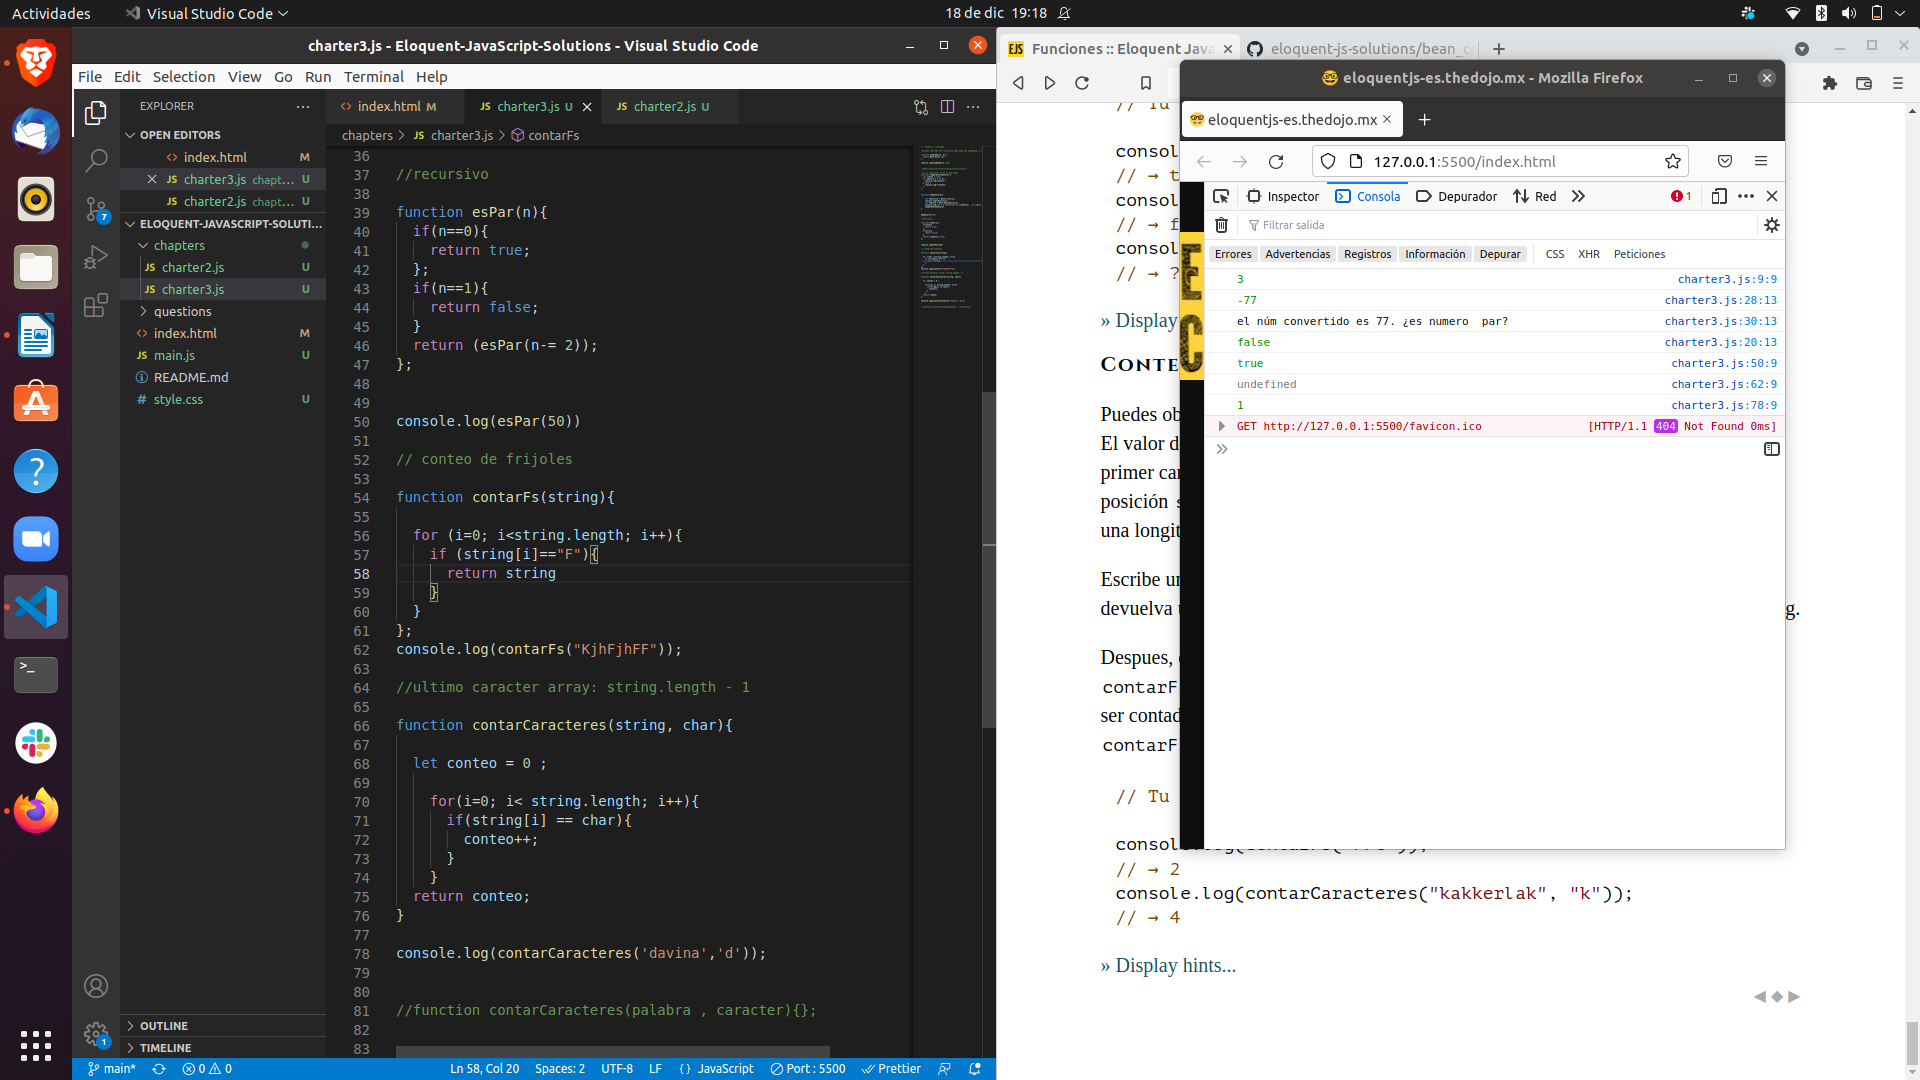 Actividades
Visual Studio Code
18 de dic 19:18
charter3.js - Eloquent-JavaScript-Solutions - Visual Studio Code
File Edit Selection View Go Run Terminal Help
EXPLORER
OPEN EDITORS
index.html M
JS charter3.js chapt... U
JS charter2.js chapt... U
ELOQUENT-JAVASCRIPT-SOLUTI...
chapters
JS charter2.js U
JS charter3.js U
questions
index.html M
JS main.js U
README.md
# style.css U
OUTLINE
TIMELINE
7
1
index.html M
JS charter3.js U
JS charter2.js U
chapters > JS charter3.js > contarFs
36
37 //recursivo
38
39 function esPar(n){
40 if(n==0){
41 return true;
42 };
43 if(n==1){
44 return false;
45 }
46 return (esPar(n-= 2));
47 };
48
49
50 console.log(esPar(50))
51
52 // conteo de frijoles
53
54 function contarFs(string){
55
56 for (i=0; i<string.length; i++){
57 if (string[i]=="F"){
58 return string
59 }
60 }
61 };
62 console.log(contarFs("KjhFjhFF"));
63
64 //ultimo caracter array: string.length - 1
65
66 function contarCaracteres(string, char){
67
68 let conteo = 0 ;
69
70 for(i=0; i< string.length; i++){
71 if(string[i] == char){
72 conteo++;
73 }
74 }
75 return conteo;
76 }
77
78 console.log(contarCaracteres('davina','d'));
79
80
81 //function contarCaracteres(palabra , caracter){};
82
83
main* 0 0 Ln 58, Col 20 Spaces: 2 UTF-8 LF {} JavaScript Port : 5500 Prettier
EJS Funciones :: Eloquent Java
eloquent-js-solutions/bean_c
// Tu
consol
// → t
consol
// → f
consol
// → ?
» Display
CONTE
Puedes ob
El valor d
primer car
posición s
una longit
Escribe un
devuelva g.
Despues,
contarF
ser contad
contarF
// Tu
// → 2
console.log(contarCaracteres("kakkerlak", "k"));
// → 4
» Display hints...
eloquentjs-es.thedojo.mx - Mozilla Firefox
eloquentjs-es.thedojo.mx
127.0.0.1:5500/index.html
Inspector Consola Depurador Red 1
Filtrar salida
Errores Advertencias Registros Información Depurar CSS XHR Peticiones
3 charter3.js:9:9
-77 charter3.js:28:13
el núm convertido es 77. ¿es numero par? charter3.js:30:13
false charter3.js:20:13
true charter3.js:50:9
undefined charter3.js:62:9
1 charter3.js:78:9
GET http://127.0.0.1:5500/favicon.ico [HTTP/1.1 404 Not Found 0ms]